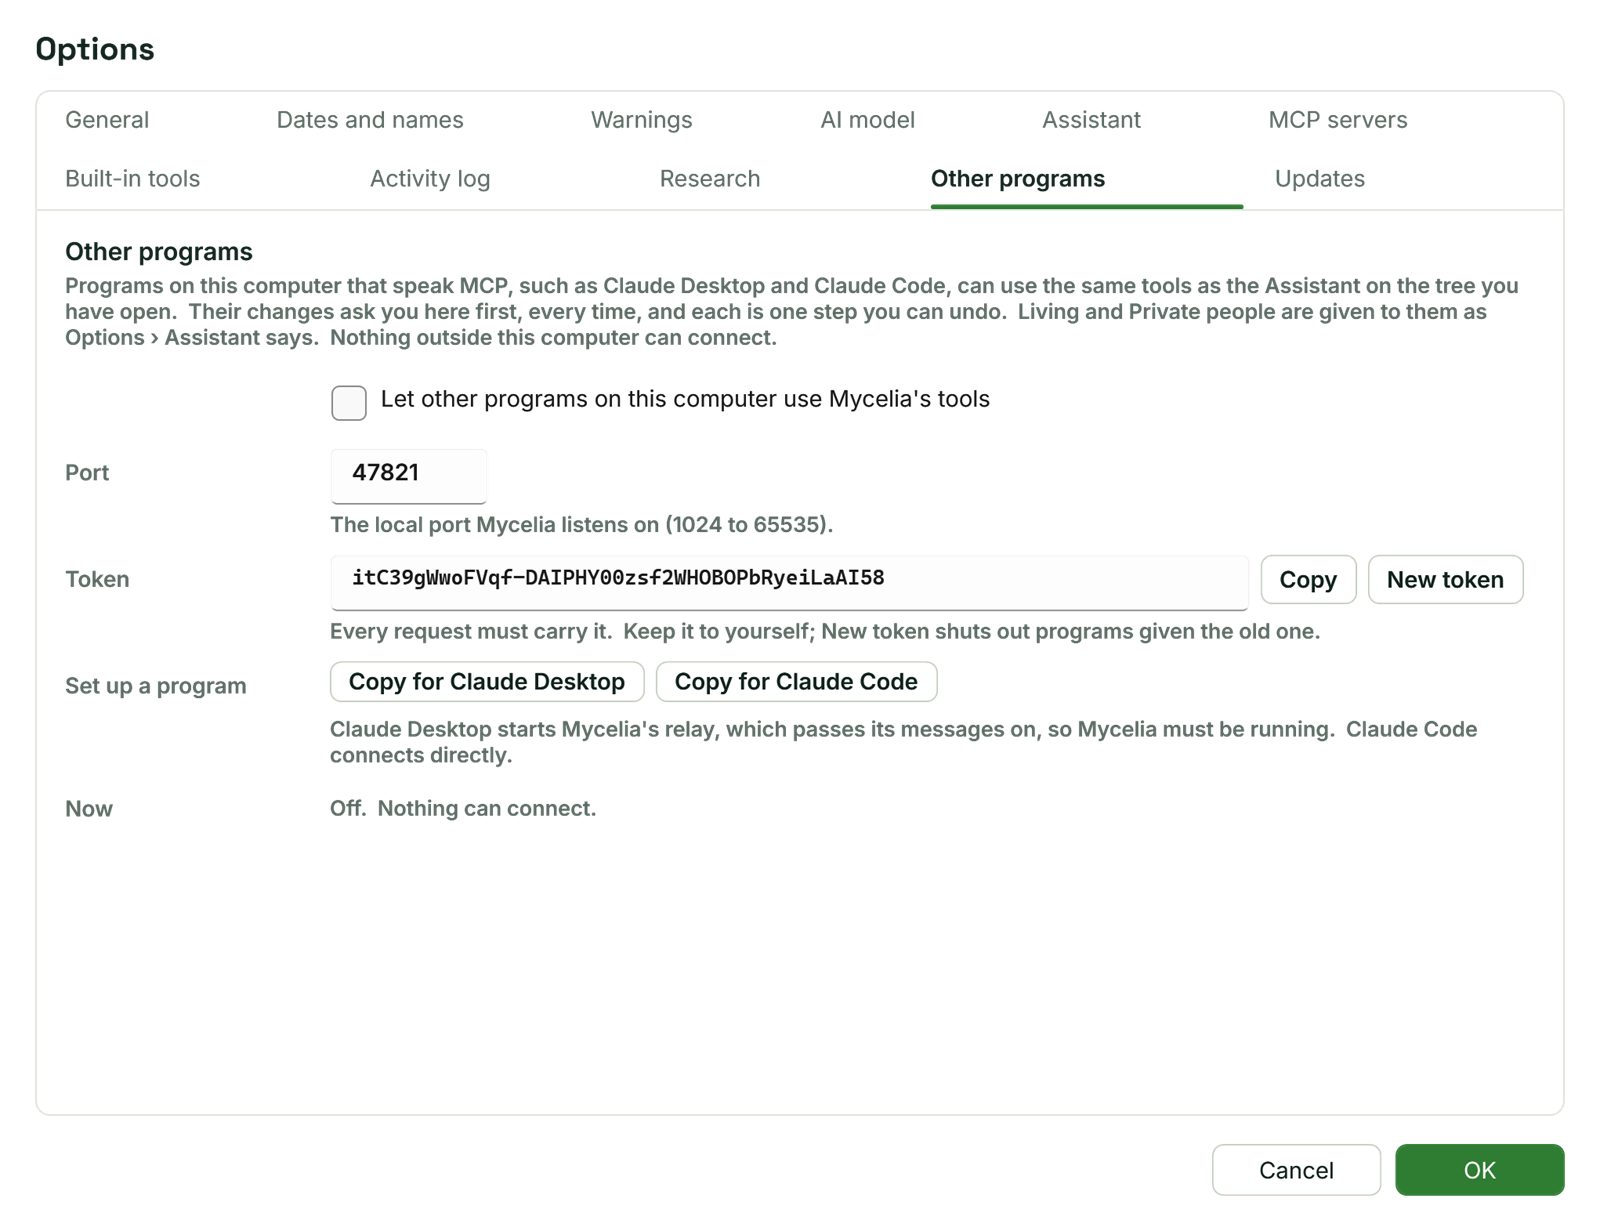 Options
General
Dates and names
Warnings
AI model
Assistant
MCP servers
Built-in tools
Activity log
Research
Other programs
Updates
Other programs
Programs on this computer that speak MCP, such as Claude Desktop and Claude Code, can use the same tools as the Assistant on the tree you
have open.  Their changes ask you here first, every time, and each is one step you can undo.  Living and Private people are given to them as
Options › Assistant says.  Nothing outside this computer can connect.
Let other programs on this computer use Mycelia's tools
Port
47821
The local port Mycelia listens on (1024 to 65535).
Token
itC39gWwoFVqf-DAIPHY00zsf2WHOBOPbRyeiLaAI58
Copy
New token
Every request must carry it.  Keep it to yourself; New token shuts out programs given the old one.
Set up a program
Copy for Claude Desktop
Copy for Claude Code
Claude Desktop starts Mycelia's relay, which passes its messages on, so Mycelia must be running.  Claude Code
connects directly.
Now
Off.  Nothing can connect.
Cancel
OK